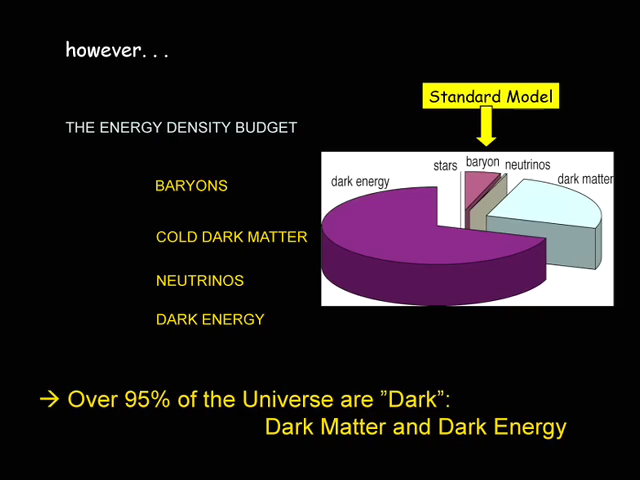 however. . .
Standard Model
THE ENERGY DENSITY BUDGET
stars baryon neutrinos
dark energy dark matter
BARYONS
COLD DARK MATTER
NEUTRINOS
DARK ENERGY
→ Over 95% of the Universe are ”Dark”:
Dark Matter and Dark Energy